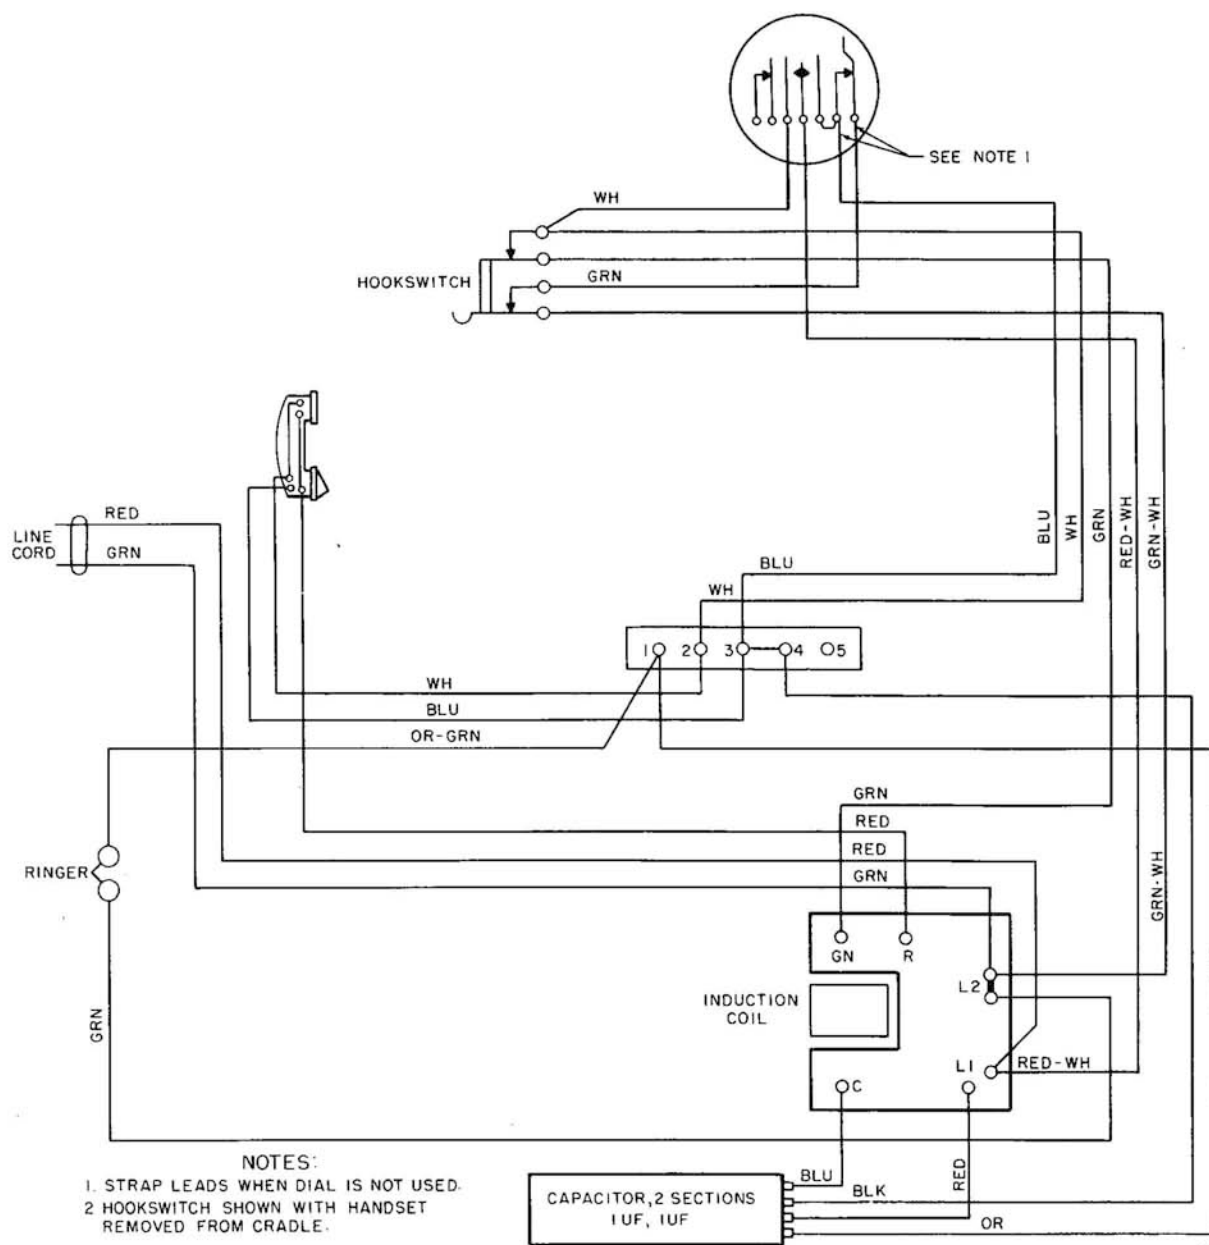 SEE NOTE 1
WH
HOOKSWITCH
GRN
RED
LINE
CORD
GRN
BLU
WH
GRN
RED-WH
GRN-WH
BLU
WH
1 2 3 4 5
WH
BLU
OR-GRN
GRN
RED
RED
GRN
RINGER
GRN-WH
GN R
L2
INDUCTION
COIL
GRN
L1
RED-WH
C
NOTES:
1. STRAP LEADS WHEN DIAL IS NOT USED.
2 HOOKSWITCH SHOWN WITH HANDSET
REMOVED FROM CRADLE.
BLU
RED
BLK
CAPACITOR, 2 SECTIONS
1 UF, 1UF
OR